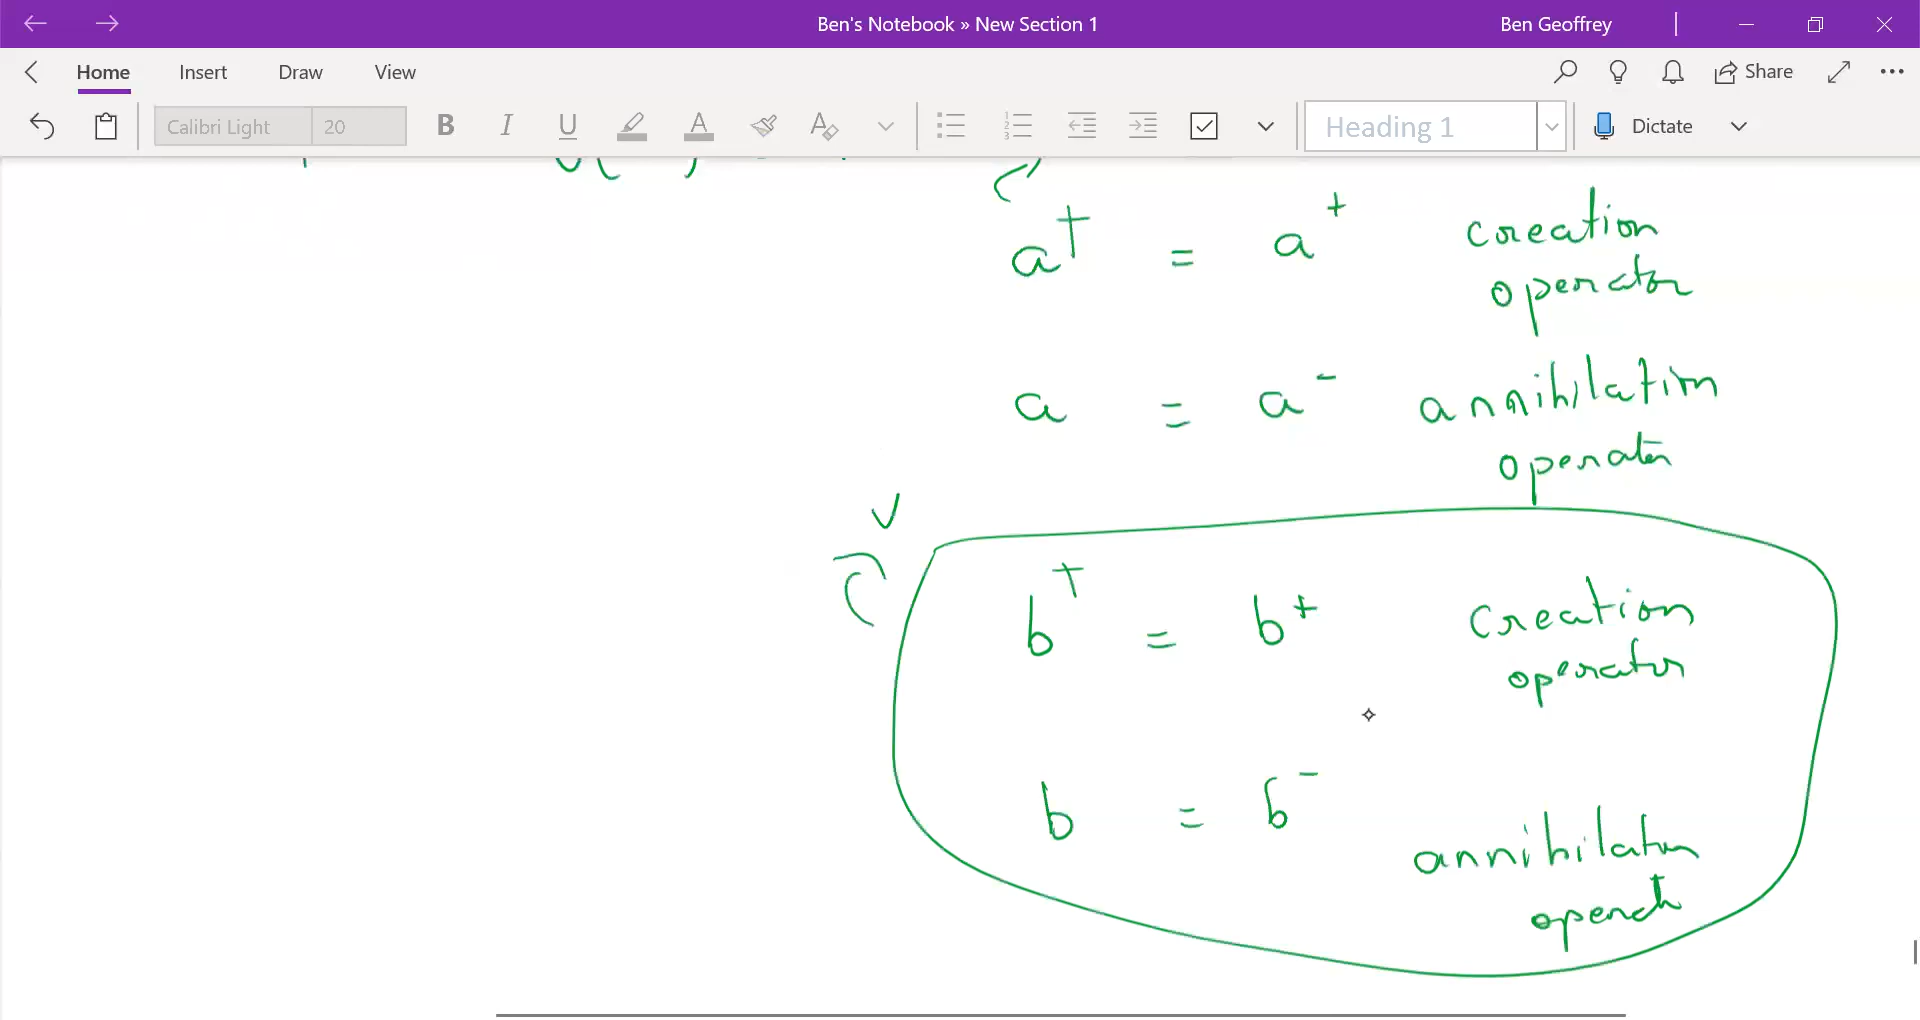 Ben's Notebook » New Section 1
Ben Geoffrey
Home Insert Draw View
Share
Calibri Light 20
B I U
Heading 1
Dictate
a† = a⁺ creation
operator
a = a⁻ annihilation
operator
b† = b⁺ creation
operator
b = b⁻
annihilation